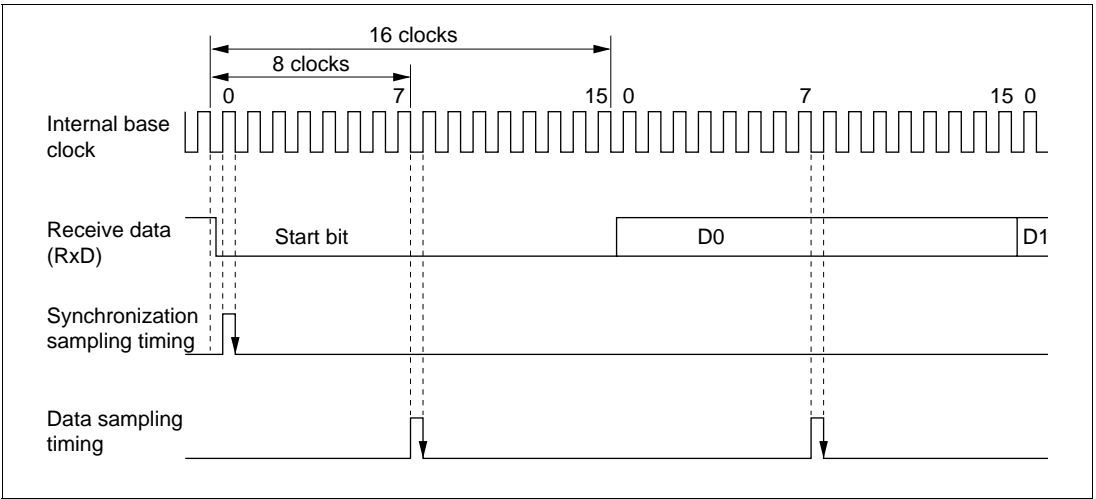 16 clocks
8 clocks
0 7 15 0 7 15 0
Internal base
clock
Receive data
(RxD)
Start bit D0 D1
Synchronization
sampling timing
Data sampling
timing